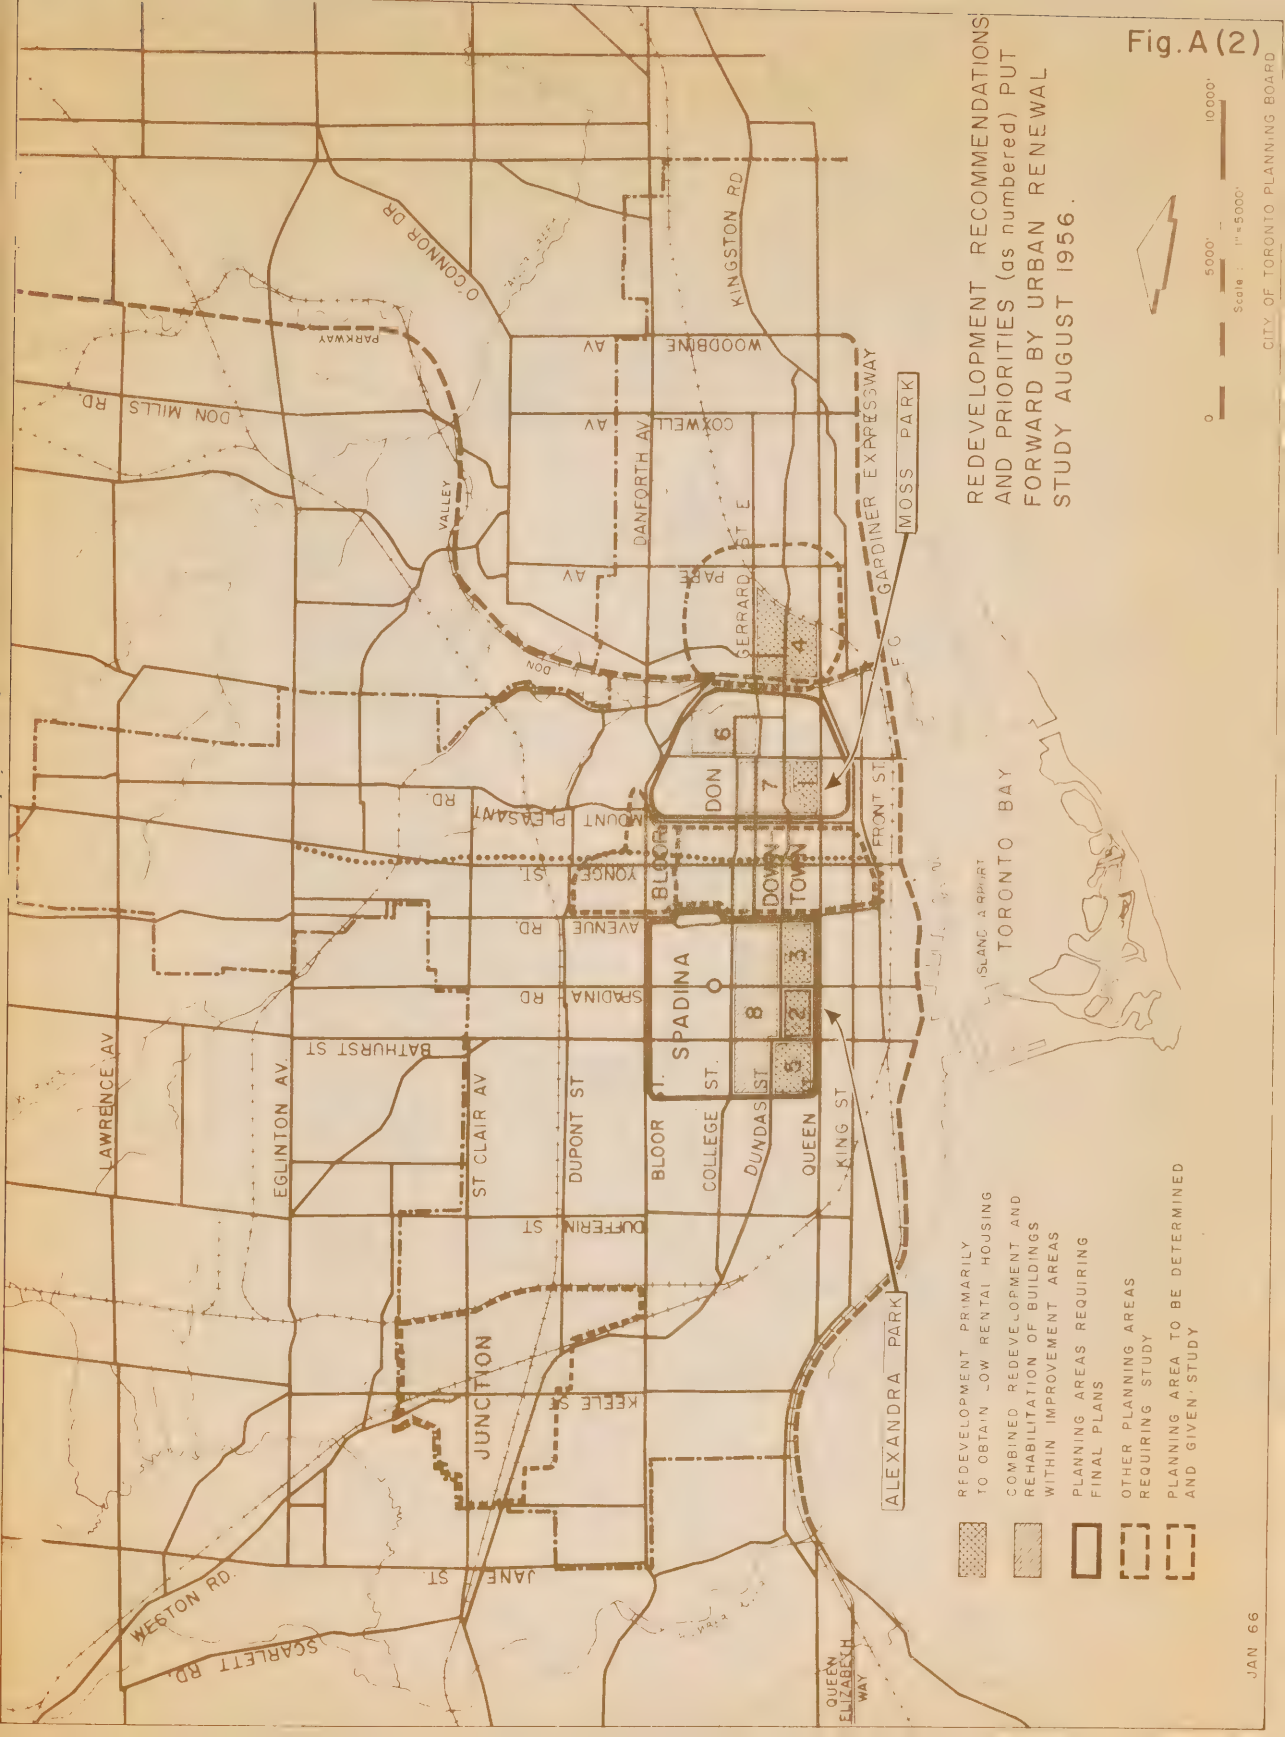 Fig. A (2)
REDEVELOPMENT RECOMMENDATIONS
AND PRIORITIES (as numbered) PUT
FORWARD BY URBAN RENEWAL
STUDY AUGUST 1956.
0 5000' 10000'
Scale : 1"=5000'
CITY OF TORONTO PLANNING BOARD
MOSS PARK
ALEXANDRA PARK
LAWRENCE AV
EGLINTON AV.
ST CLAIR AV
DUPONT ST
BLOOR
COLLEGE ST.
DUNDAS ST
QUEEN
KING ST
WESTON RD.
SCARLETT RD.
JANE ST.
KEELE ST
DUFFERIN ST
BATHURST ST
SPADINA RD
AVENUE RD
YONGE ST.
MOUNT PLEASANT RD.
DON MILLS RD.
DON
VALLEY
PARKWAY
O'CONNOR DR
DANFORTH AV
PAPE AV
COXWELL AV
WOODBINE AV
KINGSTON RD
GERRARD ST E
GARDINER EXPRESSWAY
FRONT ST.
QUEEN
ELIZABETH
WAY
JUNCTION
SPADINA
BLOOR
DOWN
TOWN
DON
1
2
3
4
5
6
7
8
ISLAND AIRPORT
TORONTO BAY
REDEVELOPMENT PRIMARILY
TO OBTAIN LOW RENTAL HOUSING
COMBINED REDEVELOPMENT AND
REHABILITATION OF BUILDINGS
WITHIN IMPROVEMENT AREAS
PLANNING AREAS REQUIRING
FINAL PLANS
OTHER PLANNING AREAS
REQUIRING STUDY
PLANNING AREA TO BE DETERMINED
AND GIVEN STUDY
JAN 66